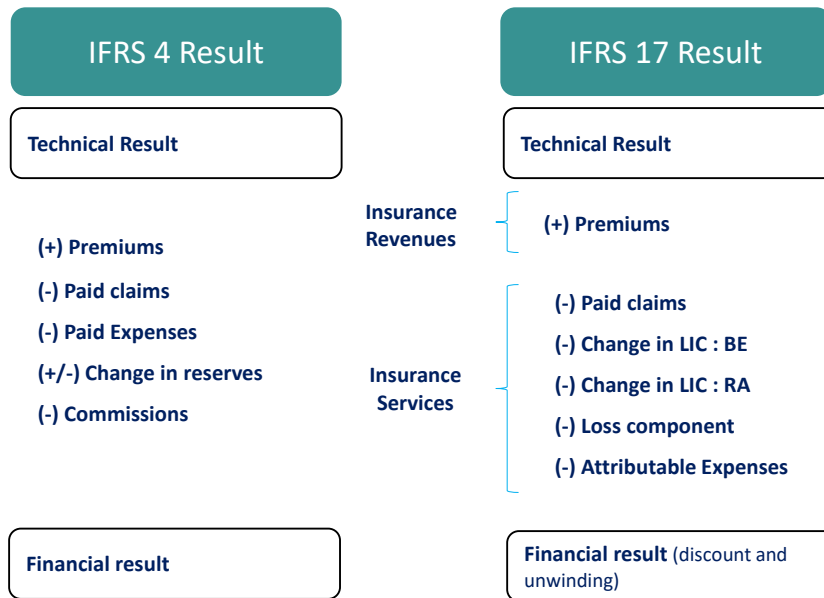 IFRS 4 Result
IFRS 17 Result
Technical Result
Technical Result
(+) Premiums
(-) Paid claims
(-) Paid Expenses
(+/-) Change in reserves
(-) Commissions
Insurance
Revenues
(+) Premiums
Insurance
Services
(-) Paid claims
(-) Change in LIC : BE
(-) Change in LIC : RA
(-) Loss component
(-) Attributable Expenses
Financial result
Financial result (discount and
unwinding)